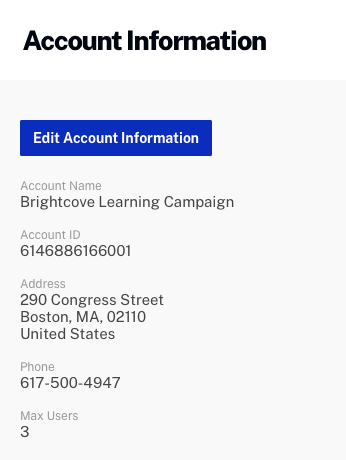 Account Information
Edit Account Information
Account Name
Brightcove Learning Campaign
Account ID
6146886166001
Address
290 Congress Street
Boston, MA, 02110
United States
Phone
617-500-4947
Max Users
3